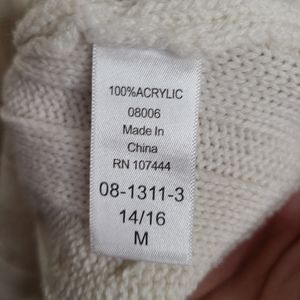 100%ACRYLIC
08006
Made In
China
RN 107444
08-1311-3
14/16
M